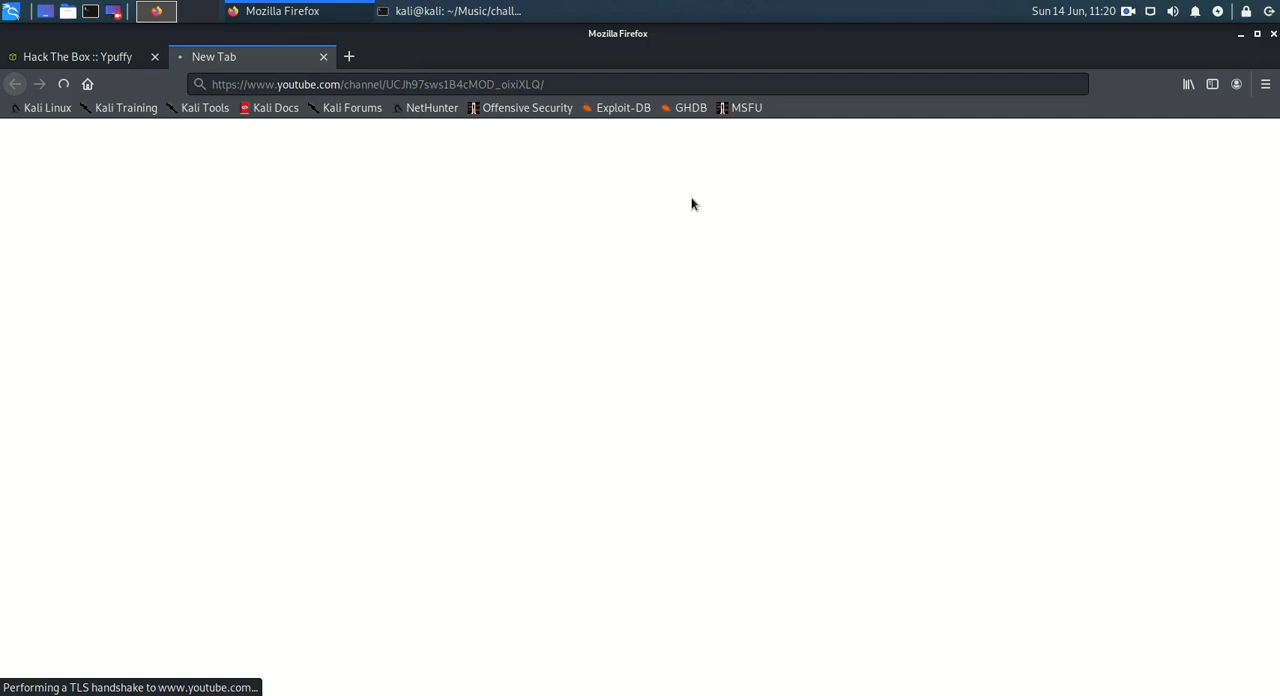 Mozilla Firefox
kali@kali: ~/Music/chall...
Sun 14 Jun, 11:20
Mozilla Firefox
Hack The Box :: Ypuffy
New Tab
https://www.youtube.com/channel/UCJh97sws1B4cMOD_oixlXLQ/
Kali Linux Kali Training Kali Tools Kali Docs Kali Forums NetHunter Offensive Security Exploit-DB GHDB MSFU
Performing a TLS handshake to www.youtube.com...